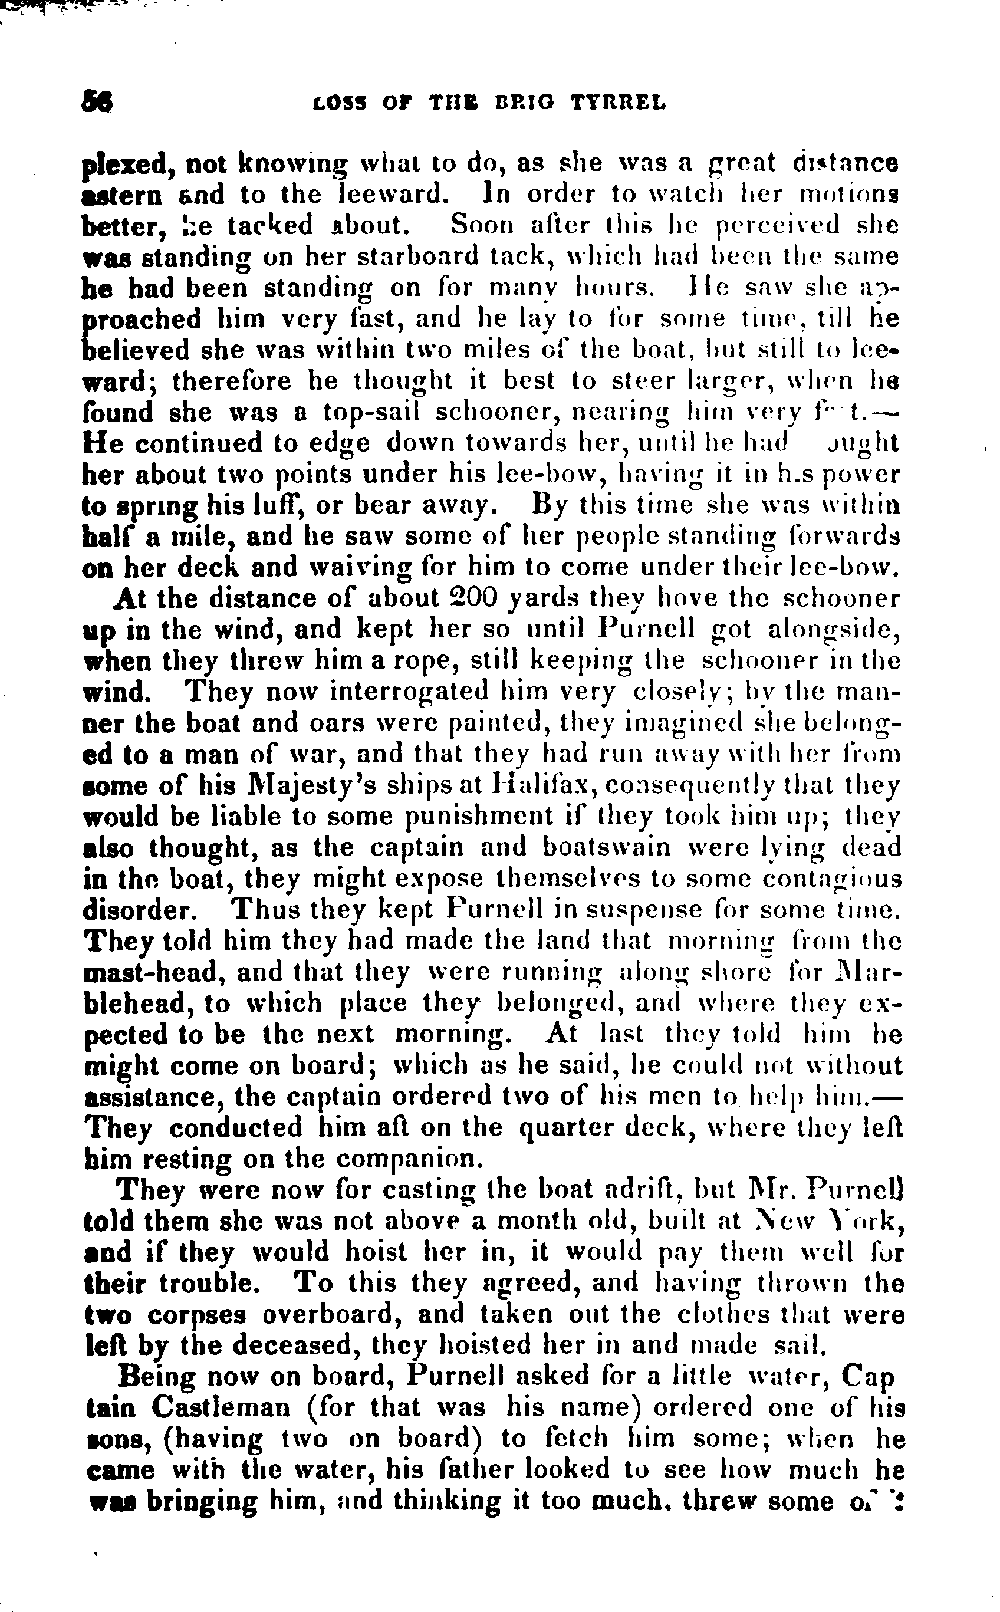 56 LOSS OF THE BRIG TYRREL
plexed, not knowing what to do, as she was a great distance
astern and to the leeward. In order to watch her motions
better, he tacked about. Soon after this he perceived she
was standing on her starboard tack, which had been the same
he had been standing on for many hours. He saw she ap-
proached him very fast, and he lay to for some time, till he
believed she was within two miles of the boat, but still to lee-
ward; therefore he thought it best to steer larger, when he
found she was a top-sail schooner, nearing him very f t.—
He continued to edge down towards her, until he had ought
her about two points under his lee-bow, having it in h.s power
to spring his luff, or bear away. By this time she was within
half a mile, and he saw some of her people standing forwards
on her deck and waiving for him to come under their lee-bow.
At the distance of about 200 yards they hove the schooner
up in the wind, and kept her so until Purnell got alongside,
when they threw him a rope, still keeping the schooner in the
wind. They now interrogated him very closely; by the man-
ner the boat and oars were painted, they imagined she belong-
ed to a man of war, and that they had run away with her from
some of his Majesty's ships at Halifax, consequently that they
would be liable to some punishment if they took him up; they
also thought, as the captain and boatswain were lying dead
in the boat, they might expose themselves to some contagious
disorder. Thus they kept Purnell in suspense for some time.
They told him they had made the land that morning from the
mast-head, and that they were running along shore for Mar-
blehead, to which place they belonged, and where they ex-
pected to be the next morning. At last they told him he
might come on board; which as he said, he could not without
assistance, the captain ordered two of his men to help him.—
They conducted him aft on the quarter deck, where they left
him resting on the companion.
They were now for casting the boat adrift, but Mr. Purnell
told them she was not above a month old, built at New York,
and if they would hoist her in, it would pay them well for
their trouble. To this they agreed, and having thrown the
two corpses overboard, and taken out the clothes that were
left by the deceased, they hoisted her in and made sail.
Being now on board, Purnell asked for a little water, Cap
tain Castleman (for that was his name) ordered one of his
sons, (having two on board) to fetch him some; when he
came with the water, his father looked to see how much he
was bringing him, and thinking it too much, threw some of